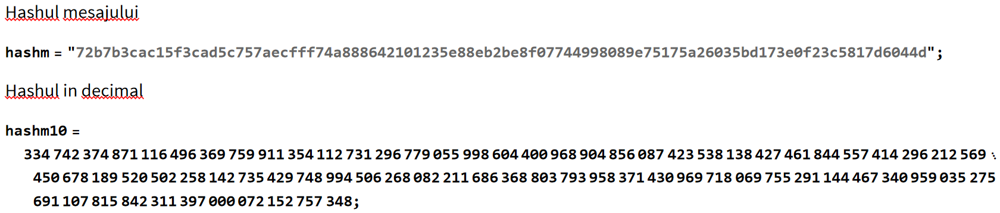 Hashul mesajului
hashm = "72b7b3cac15f3cad5c757aecfff74a888642101235e88eb2be8f07744998089e75175a26035bd173e0f23c5817d6044d";
Hashul in decimal
hashm10 =
334 742 374 871 116 496 369 759 911 354 112 731 296 779 055 998 604 400 968 904 856 087 423 538 138 427 461 844 557 414 296 212 569 ⋱
450 678 189 520 502 258 142 735 429 748 994 506 268 082 211 686 368 803 793 958 371 430 969 718 069 755 291 144 467 340 959 035 275
691 107 815 842 311 397 000 072 152 757 348;